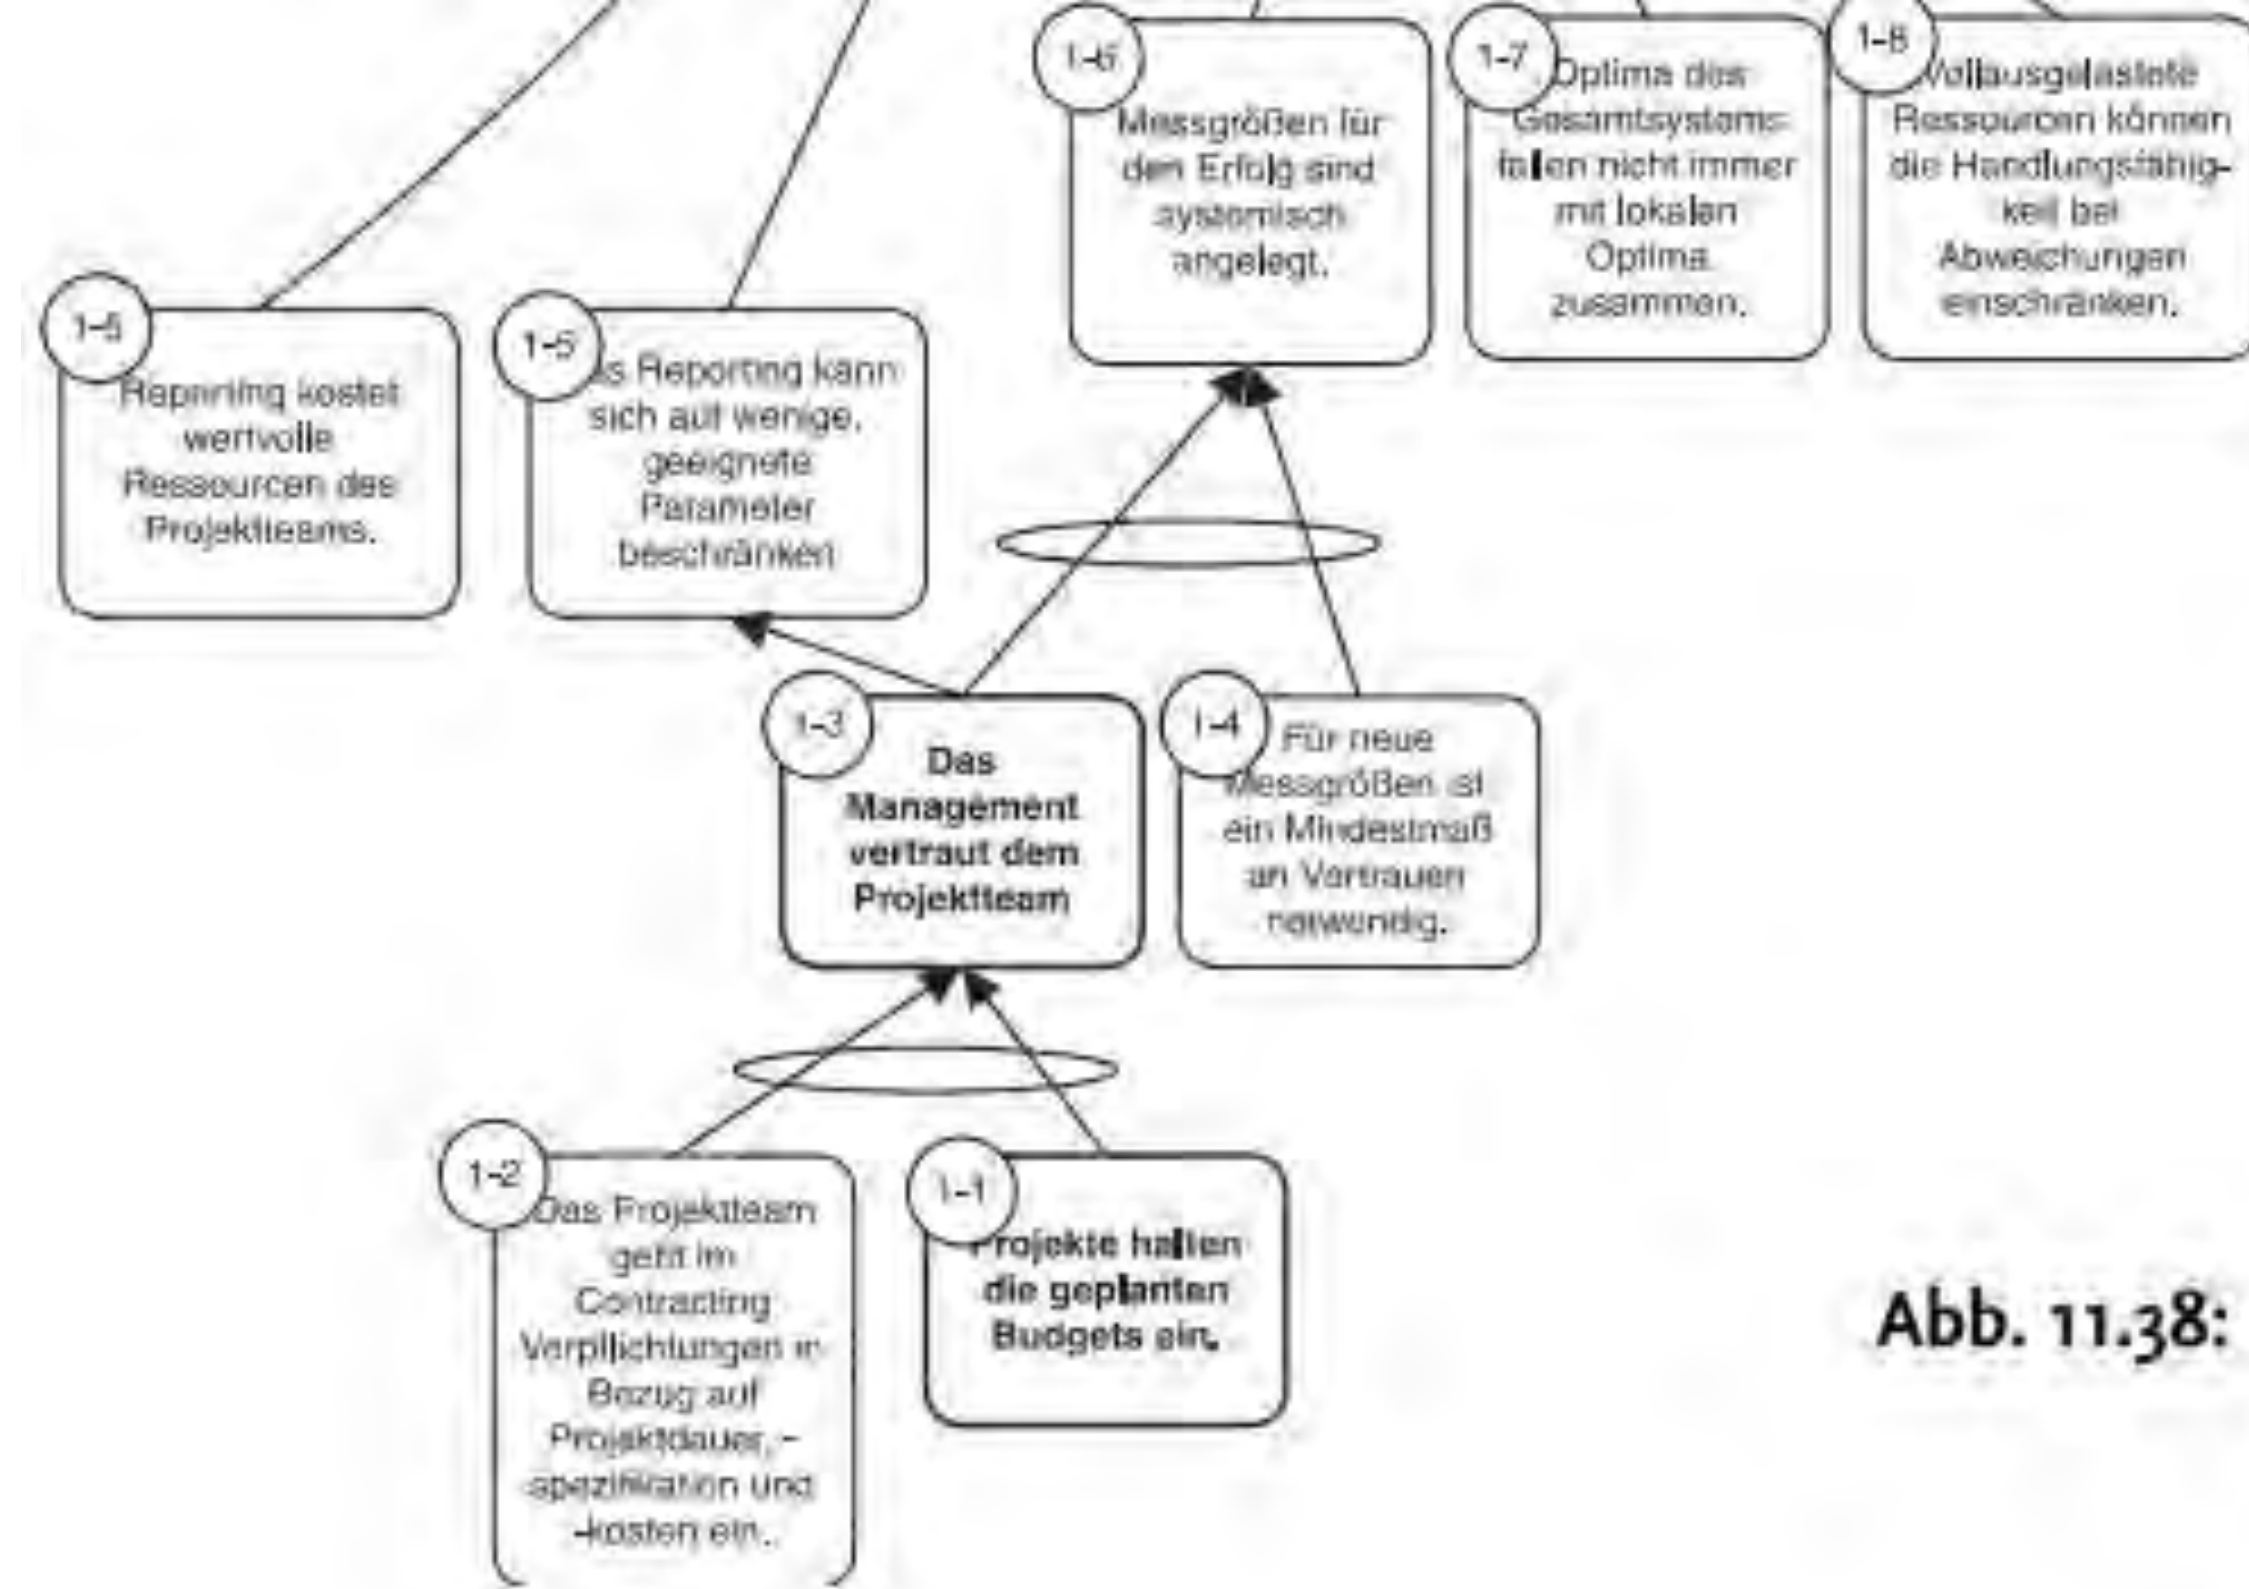 1-6
Messgrößen für
den Erfolg sind
systemisch
angelegt.
1-7
Optima des
Gesamtsystems
fallen nicht immer
mit lokalen
Optima
zusammen.
1-8
Vollausgelastete
Ressourcen können
die Handlungsfähig-
keit bei
Abweichungen
einschränken.
1-5
Reporting kostet
wertvolle
Ressourcen des
Projektteams.
1-5
s Reporting kann
sich auf wenige,
geeignete
Parameter
beschränken
1-3
Das
Management
vertraut dem
Projektteam
1-4
Für neue
Messgrößen ist
ein Mindestmaß
an Vertrauen
notwendig.
1-2
Das Projektteam
geht im
Contracting
Verpflichtungen in
Bezug auf
Projektdauer, -
spezifikation und
-kosten ein.
1-1
Projekte halten
die geplanten
Budgets ein.
Abb. 11.38: